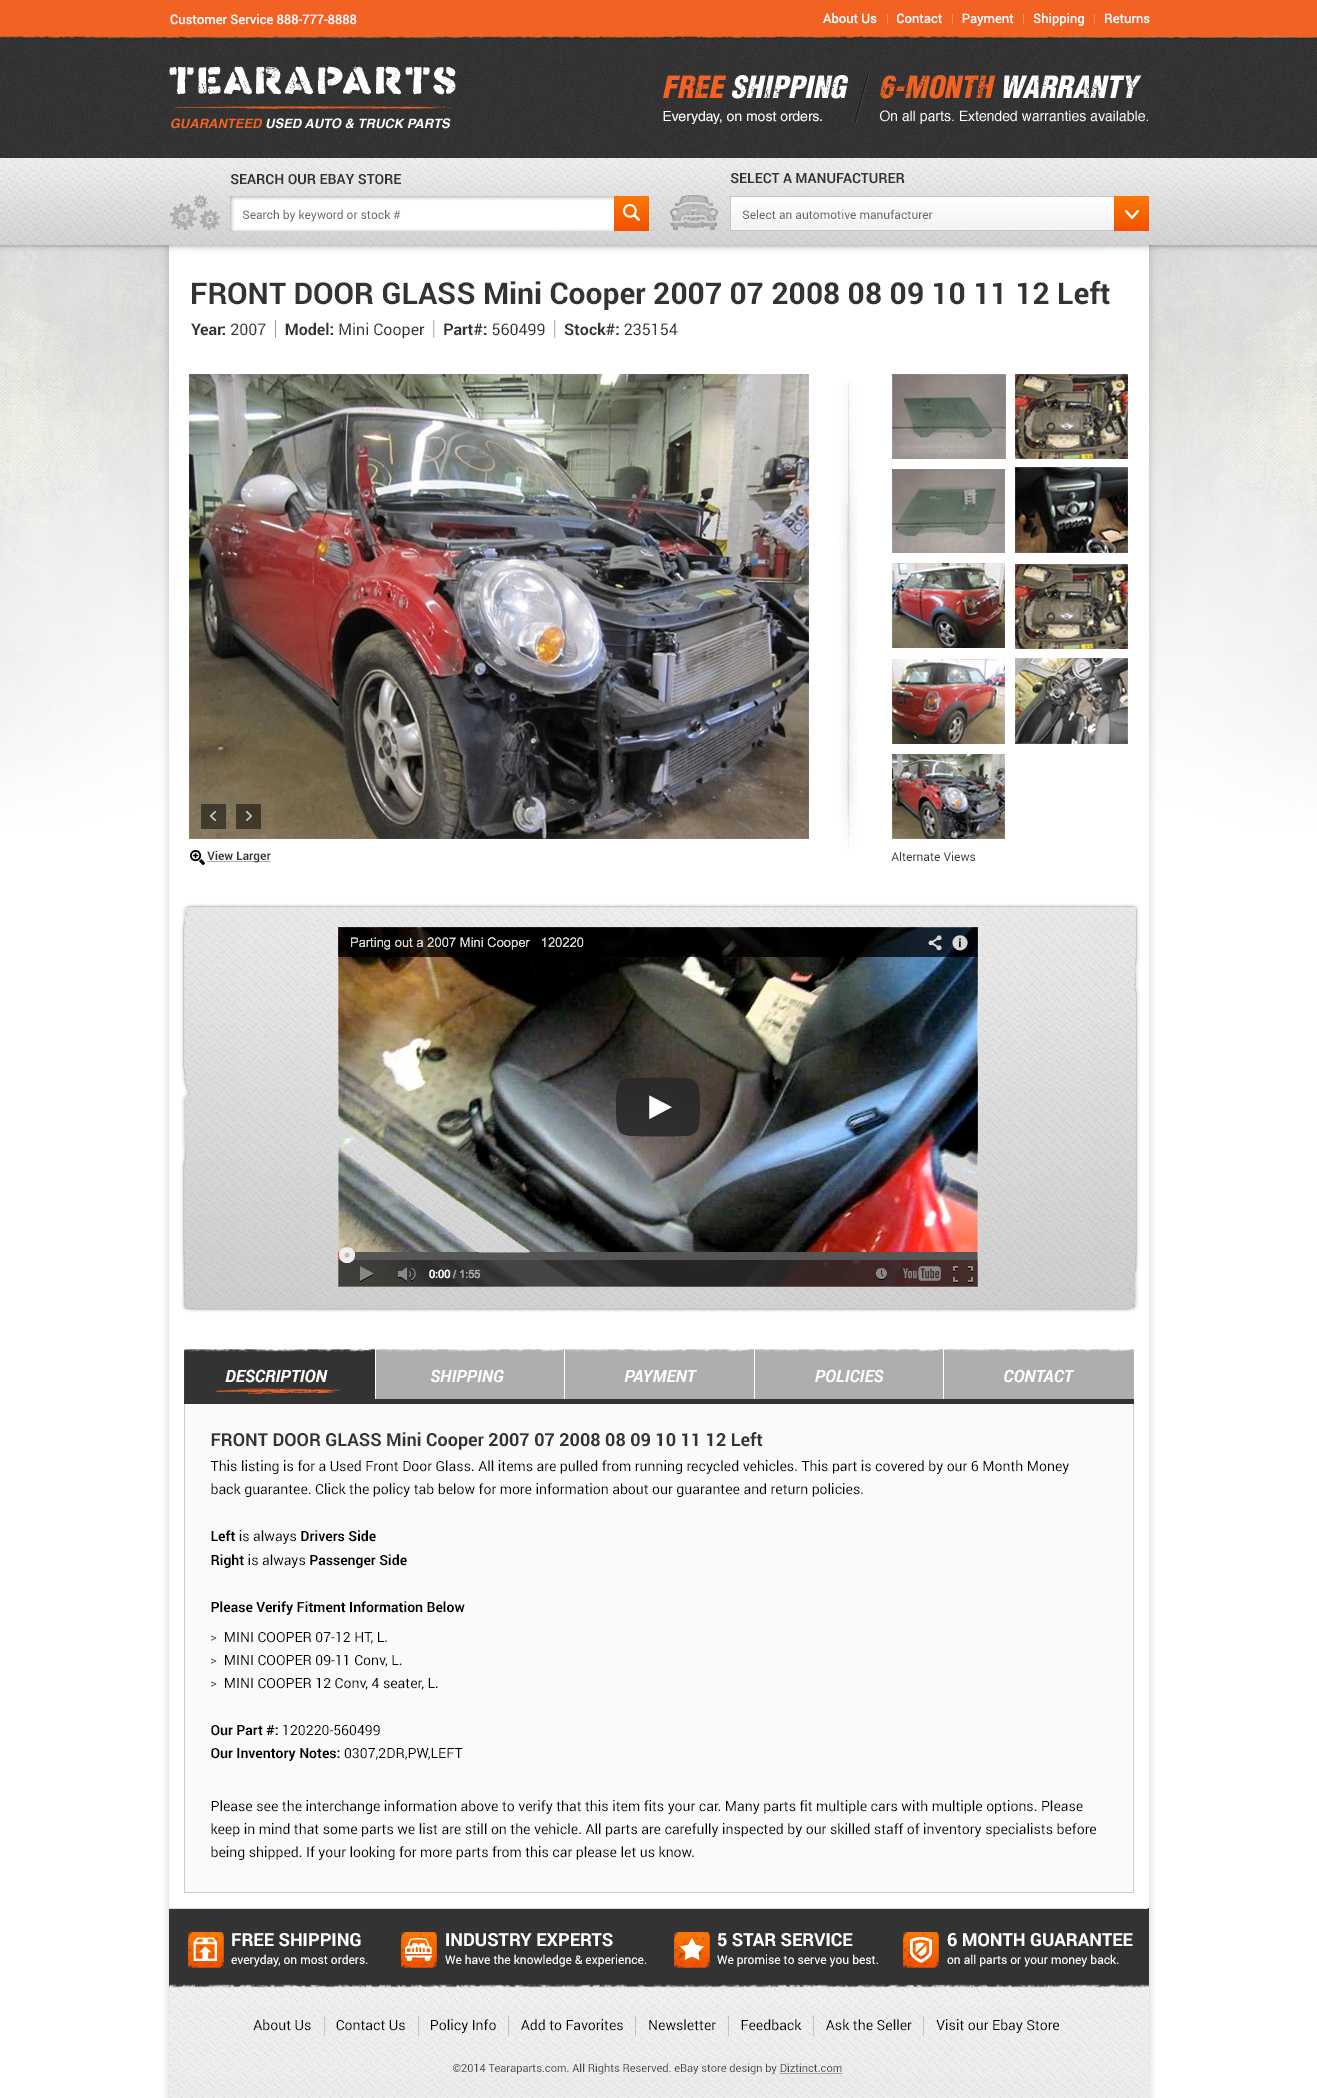 Customer Service 888-777-8888
About Us Contact Payment Shipping Returns
TEARAPARTS
GUARANTEED USED AUTO & TRUCK PARTS
FREE SHIPPING
Everyday, on most orders.
6-MONTH WARRANTY
On all parts. Extended warranties available.
SEARCH OUR EBAY STORE
Search by keyword or stock #
SELECT A MANUFACTURER
Select an automotive manufacturer
FRONT DOOR GLASS Mini Cooper 2007 07 2008 08 09 10 11 12 Left
Year: 2007 Model: Mini Cooper Part#: 560499 Stock#: 235154
View Larger
Alternate Views
Parting out a 2007 Mini Cooper 120220
0:00 / 1:55
YouTube
DESCRIPTION SHIPPING PAYMENT POLICIES CONTACT
FRONT DOOR GLASS Mini Cooper 2007 07 2008 08 09 10 11 12 Left
This listing is for a Used Front Door Glass. All items are pulled from running recycled vehicles. This part is covered by our 6 Month Money
back guarantee. Click the policy tab below for more information about our guarantee and return policies.
Left is always Drivers Side
Right is always Passenger Side
Please Verify Fitment Information Below
> MINI COOPER 07-12 HT, L.
> MINI COOPER 09-11 Conv, L.
> MINI COOPER 12 Conv, 4 seater, L.
Our Part #: 120220-560499
Our Inventory Notes: 0307,2DR,PW,LEFT
Please see the interchange information above to verify that this item fits your car. Many parts fit multiple cars with multiple options. Please
keep in mind that some parts we list are still on the vehicle. All parts are carefully inspected by our skilled staff of inventory specialists before
being shipped. If your looking for more parts from this car please let us know.
FREE SHIPPING
everyday, on most orders.
INDUSTRY EXPERTS
We have the knowledge & experience.
5 STAR SERVICE
We promise to serve you best.
6 MONTH GUARANTEE
on all parts or your money back.
About Us Contact Us Policy Info Add to Favorites Newsletter Feedback Ask the Seller Visit our Ebay Store
©2014 Tearaparts.com. All Rights Reserved. eBay store design by Diztinct.com